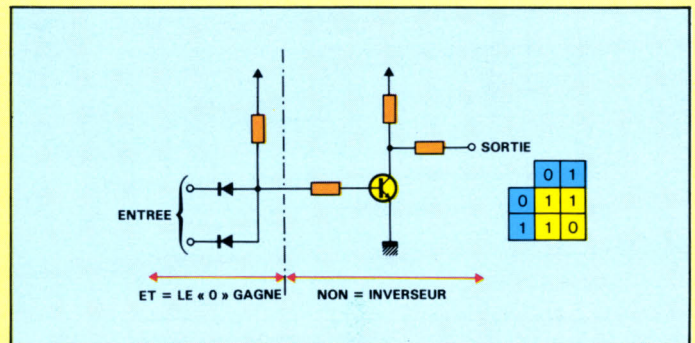 SORTIE
0 1
0 1 1
ENTREE
1 1 0
ET = LE « 0 » GAGNE
NON = INVERSEUR